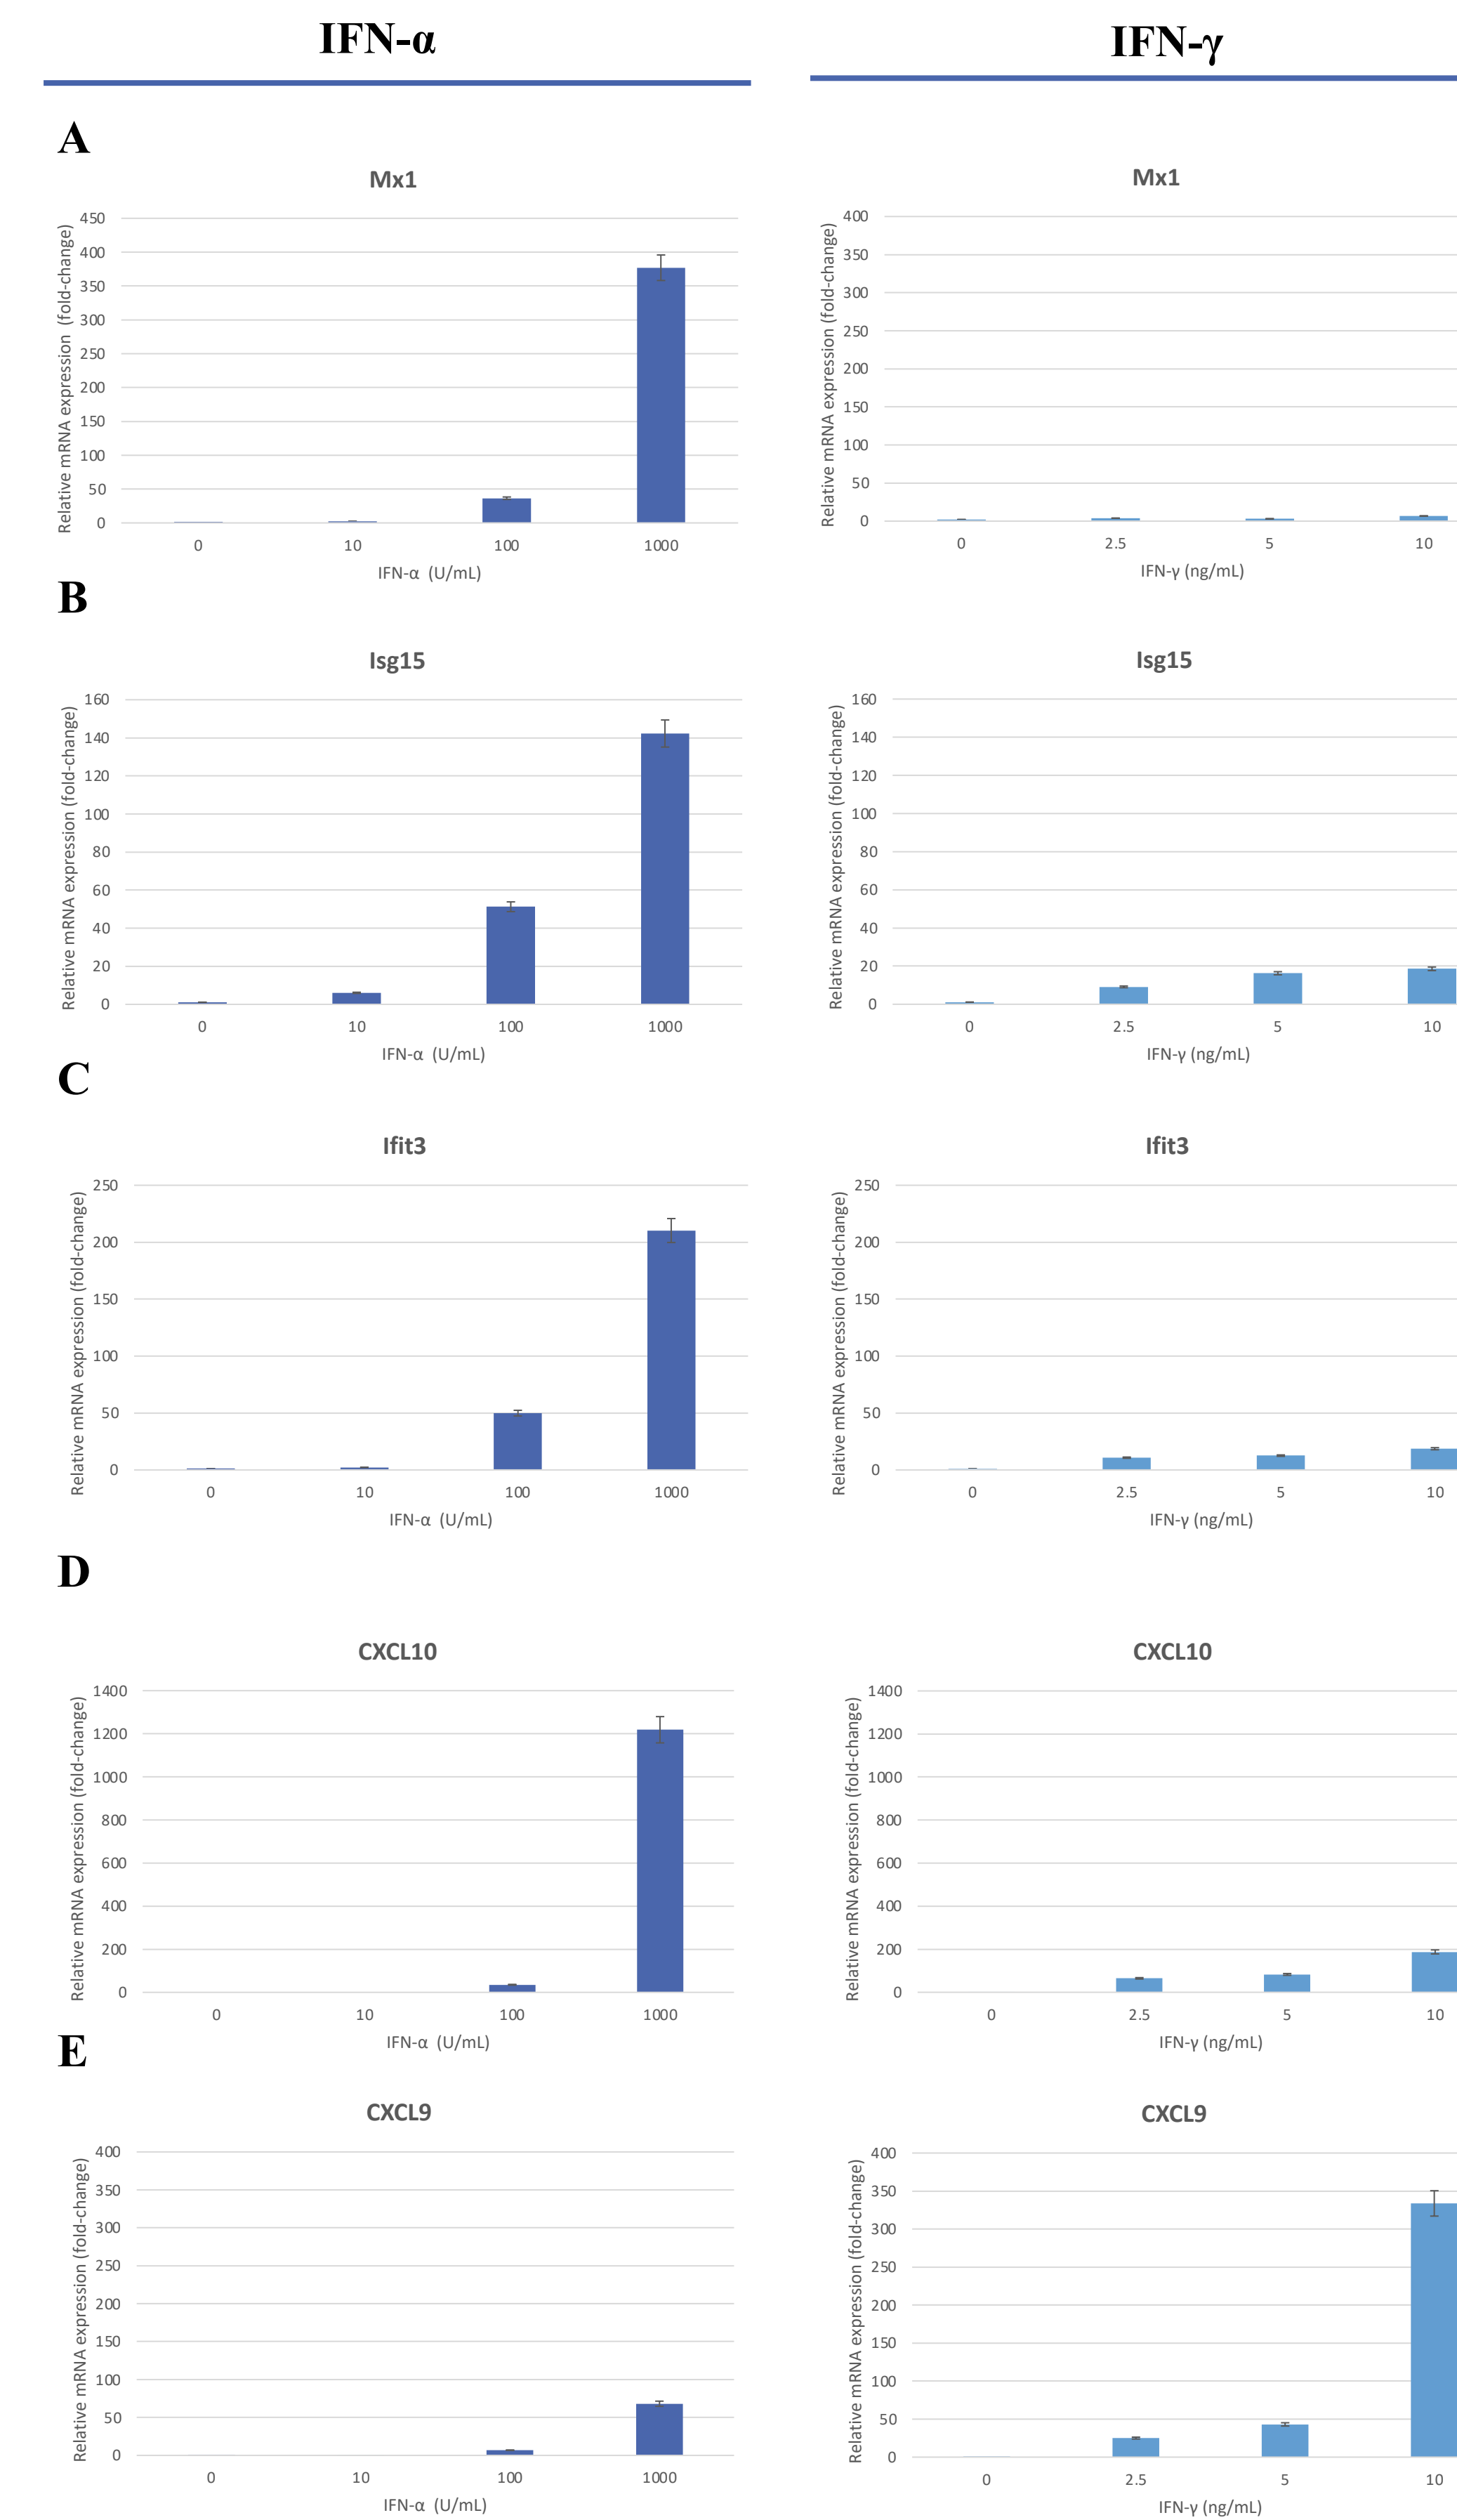 IFN-α
IFN-γ
A
Mx1
Relative mRNA expression (fold-change)
450
400
350
300
250
200
150
100
50
0
0 10 100 1000
IFN-α (U/mL)
Mx1
Relative mRNA expression (fold-change)
400
350
300
250
200
150
100
50
0
0 2.5 5 10
IFN-γ (ng/mL)
B
Isg15
Relative mRNA expression (fold-change)
160
140
120
100
80
60
40
20
0
0 10 100 1000
IFN-α (U/mL)
Isg15
Relative mRNA expression (fold-change)
160
140
120
100
80
60
40
20
0
0 2.5 5 10
IFN-γ (ng/mL)
C
Ifit3
Relative mRNA expression (fold-change)
250
200
150
100
50
0
0 10 100 1000
IFN-α (U/mL)
Ifit3
Relative mRNA expression (fold-change)
250
200
150
100
50
0
0 2.5 5 10
IFN-γ (ng/mL)
D
CXCL10
Relative mRNA expression (fold-change)
1400
1200
1000
800
600
400
200
0
0 10 100 1000
IFN-α (U/mL)
CXCL10
Relative mRNA expression (fold-change)
1400
1200
1000
800
600
400
200
0
0 2.5 5 10
IFN-γ (ng/mL)
E
CXCL9
Relative mRNA expression (fold-change)
400
350
300
250
200
150
100
50
0
0 10 100 1000
IFN-α (U/mL)
CXCL9
Relative mRNA expression (fold-change)
400
350
300
250
200
150
100
50
0
0 2.5 5 10
IFN-γ (ng/mL)